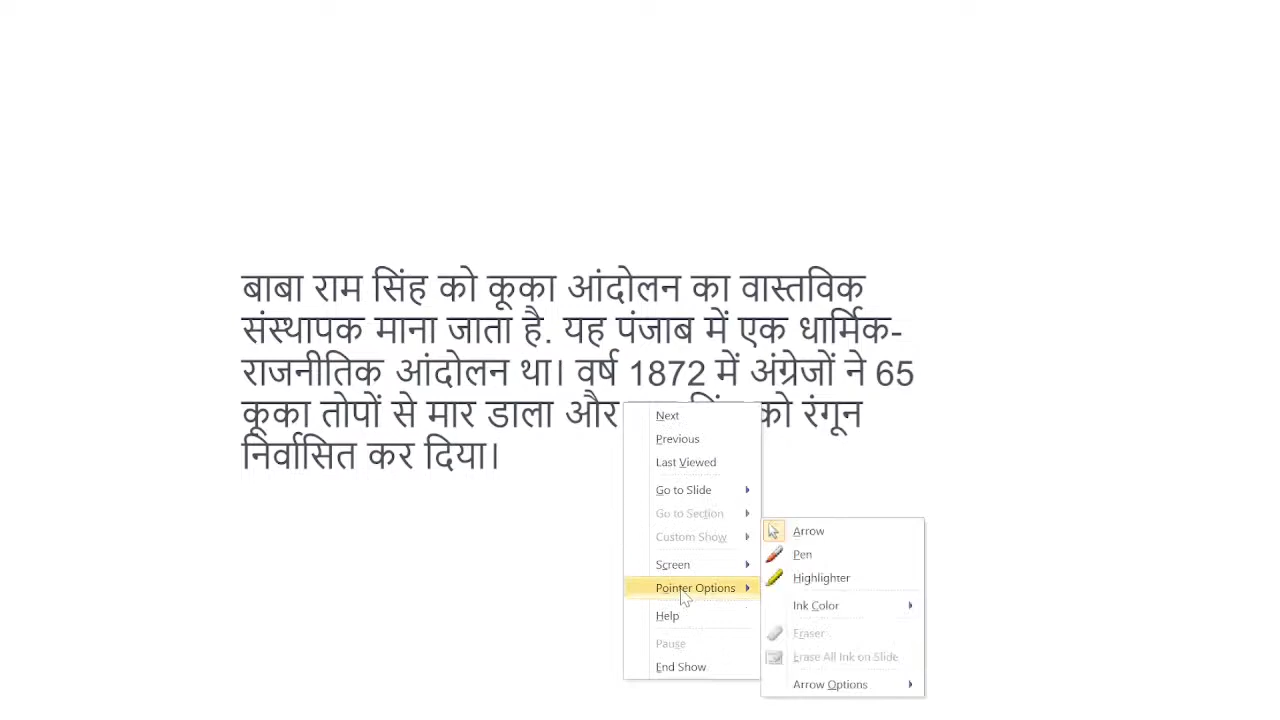 बाबा राम सिंह को कूका आंदोलन का वास्तविक
संस्थापक माना जाता है. यह पंजाब में एक धार्मिक-
राजनीतिक आंदोलन था। वर्ष 1872 में अंग्रेजों ने 65
कूका तोपों से मार डाला और को रंगून
निर्वासित कर दिया।
Next
Previous
Last Viewed
Go to Slide
Go to Section
Custom Show
Screen
Pointer Options
Help
Pause
End Show
Arrow
Pen
Highlighter
Ink Color
Eraser
Erase All Ink on Slide
Arrow Options